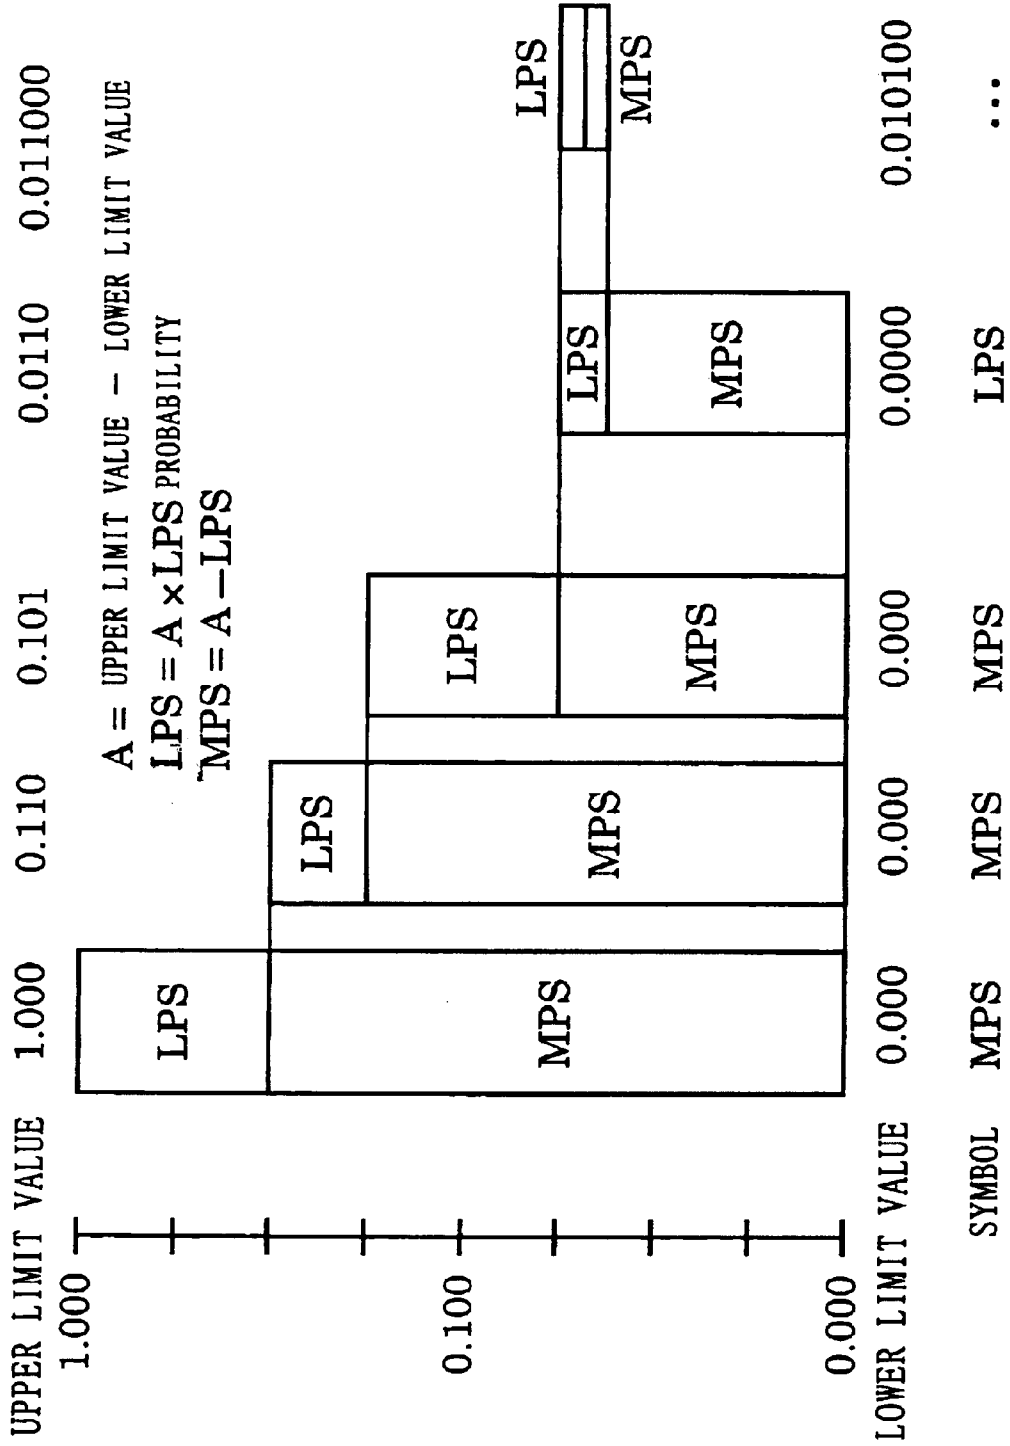 UPPER LIMIT VALUE 1.000 0.110 0.101 0.0110 0.011000
A = UPPER LIMIT VALUE − LOWER LIMIT VALUE
LPS = A × LPS PROBABILITY
MPS = A − LPS
1.000
0.100
0.000
LPS
MPS
LPS
MPS
LPS
MPS
LPS
MPS
LPS
MPS
LOWER LIMIT VALUE 0.000 0.000 0.000 0.0000 0.010100
SYMBOL MPS MPS MPS LPS ...